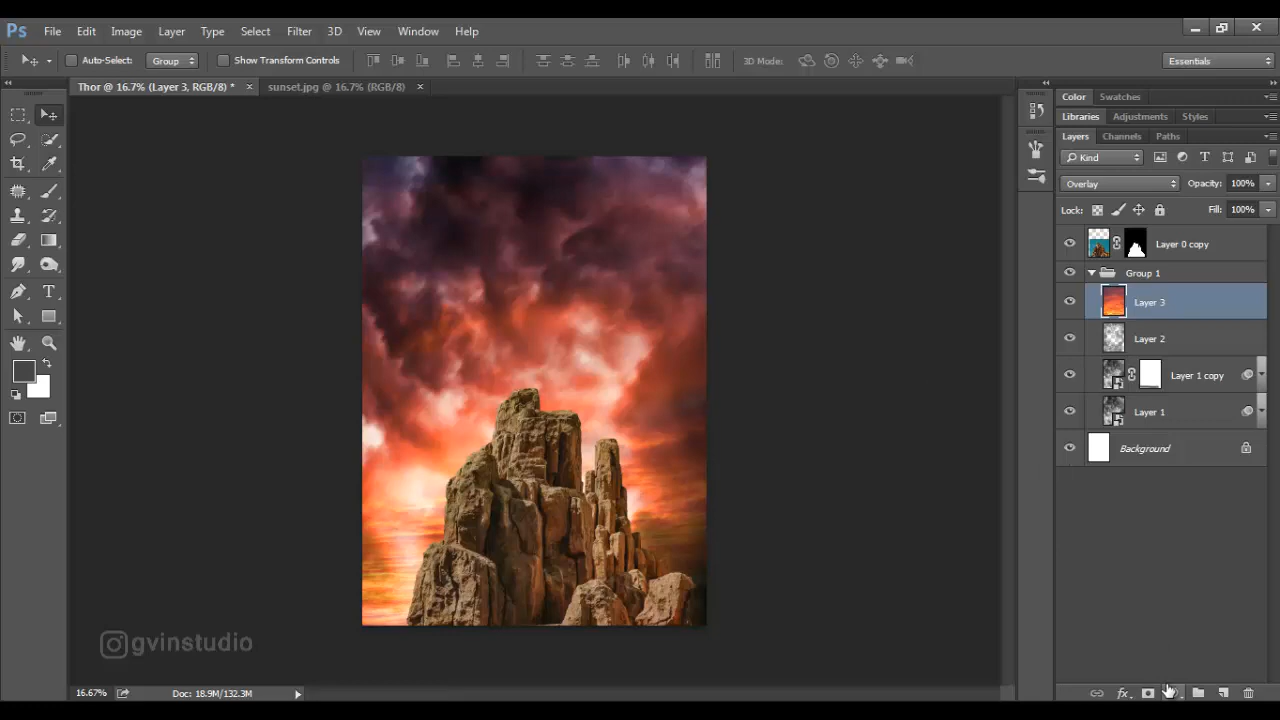 Ps File Edit Image Layer Type Select Filter 3D View Window Help
Auto-Select: Group Show Transform Controls 3D Mode: Essentials
Thor @ 16.7% (Layer 3, RGB/8) * × sunset.jpg @ 16.7% (RGB/8) ×
Color Swatches
Libraries Adjustments Styles
Layers Channels Paths
Kind
Overlay Opacity: 100%
Lock: Fill: 100%
Layer 0 copy
Group 1
Layer 3
Layer 2
Layer 1 copy
Layer 1
Background
gvinstudio
16.67% Doc: 18.9M/132.3M fx